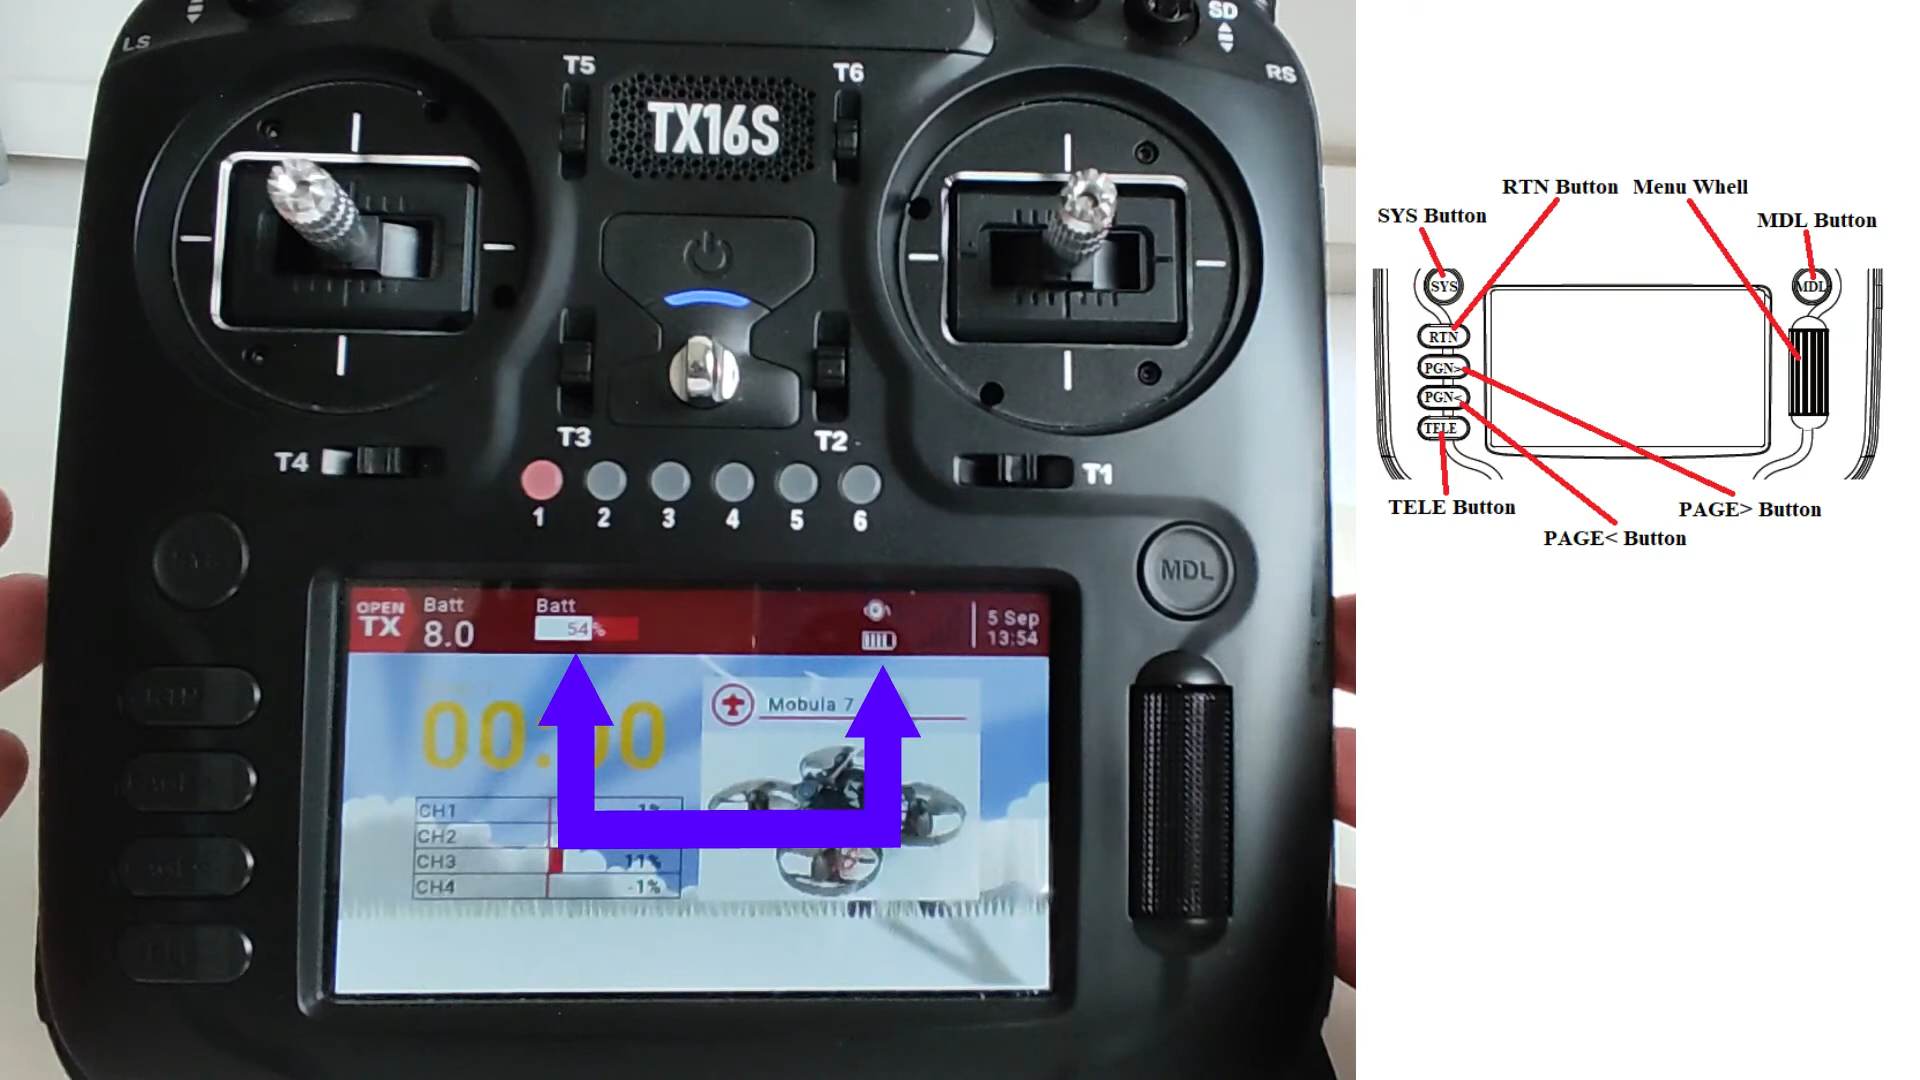 SD
LS
RS
T5
T6
TX16S
T3
T2
T4
T1
1 2 3 4 5 6
MDL
OPEN
TX
Batt
8.0
Batt
54%
5 Sep
13:54
Mobula 7
CH1 1%
CH2
CH3 11%
CH4 -1%
RTN Button Menu Whell
SYS Button
MDL Button
SYS
MDL
RTN
PGN>
PGN<
TELE
TELE Button
PAGE> Button
PAGE< Button